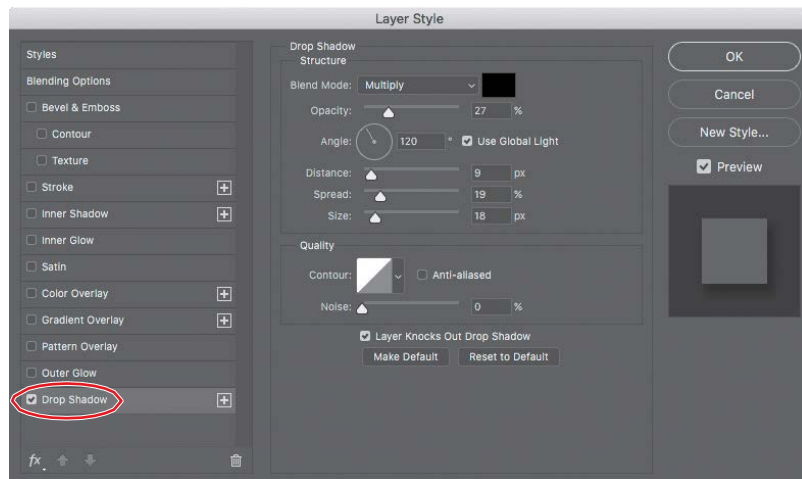 Layer Style
Styles
Blending Options
Bevel & Emboss
Contour
Texture
Stroke
Inner Shadow
Inner Glow
Satin
Color Overlay
Gradient Overlay
Pattern Overlay
Outer Glow
Drop Shadow
fx
Drop Shadow
Structure
Blend Mode: Multiply
Opacity: 27 %
Angle: 120 ° Use Global Light
Distance: 9 px
Spread: 19 %
Size: 18 px
Quality
Contour: Anti-aliased
Noise: 0 %
Layer Knocks Out Drop Shadow
Make Default Reset to Default
OK
Cancel
New Style...
Preview